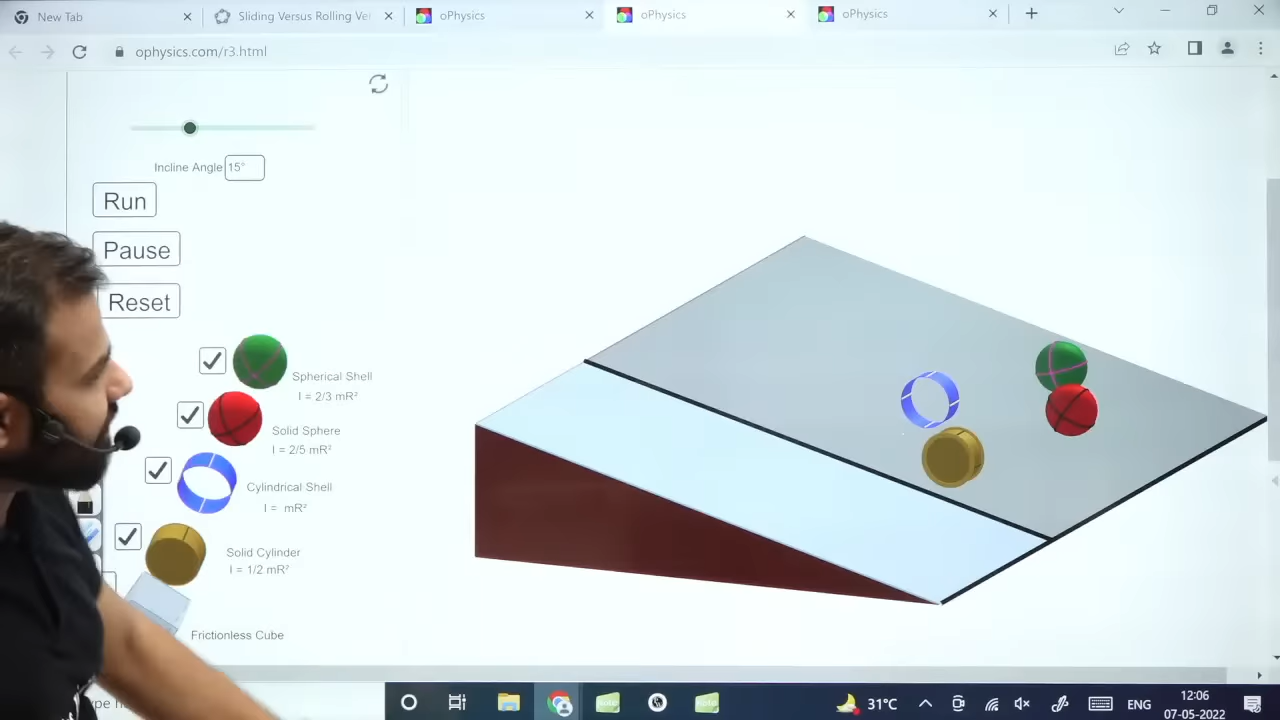 New Tab
Sliding Versus Rolling Ve
oPhysics
oPhysics
oPhysics
ophysics.com/r3.html
Incline Angle 15°
Run
Pause
Reset
Spherical Shell
I = 2/3 mR²
Solid Sphere
I = 2/5 mR²
Cylindrical Shell
I = mR²
Solid Cylinder
I = 1/2 mR²
Frictionless Cube
31°C
ENG
12:06
07-05-2022